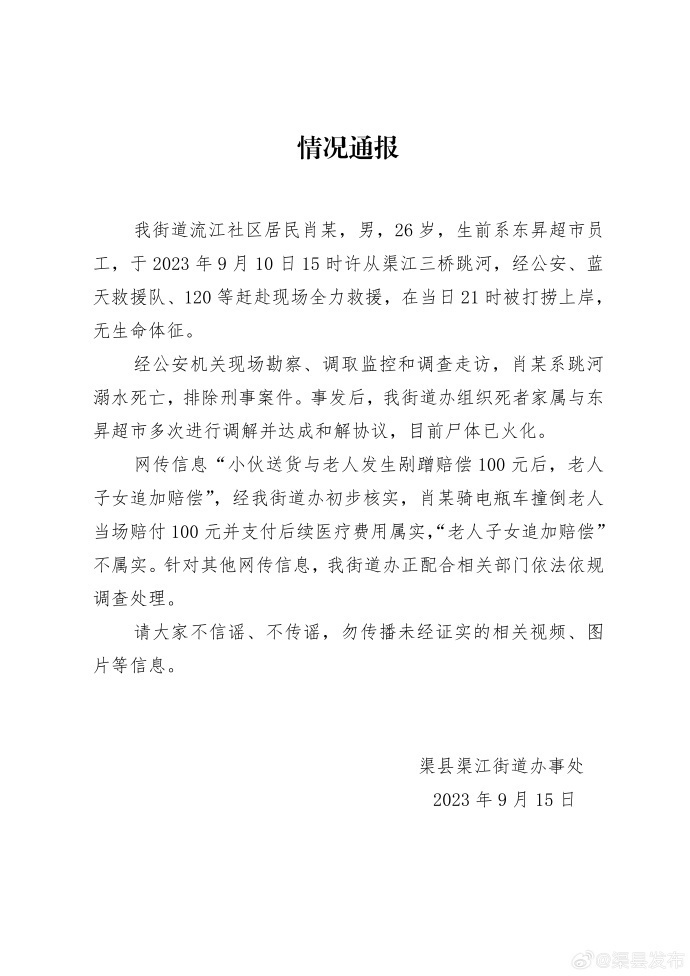 情况通报
我街道流江社区居民肖某，男，26岁，生前系东昇超市员
工，于2023年9月10日15时许从渠江三桥跳河，经公安、蓝
天救援队、120等赶赴现场全力救援，在当日21时被打捞上岸，
无生命体征。
经公安机关现场勘察、调取监控和调查走访，肖某系跳河
溺水死亡，排除刑事案件。事发后，我街道办组织死者家属与东
昇超市多次进行调解并达成和解协议，目前尸体已火化。
网传信息“小伙送货与老人发生剐蹭赔偿100元后，老人
子女追加赔偿”，经我街道办初步核实，肖某骑电瓶车撞倒老人
当场赔付100元并支付后续医疗费用属实，“老人子女追加赔偿”
不属实。针对其他网传信息，我街道办正配合相关部门依法依规
调查处理。
请大家不信谣、不传谣，勿传播未经证实的相关视频、图
片等信息。
渠县渠江街道办事处
2023年9月15日
@渠县发布